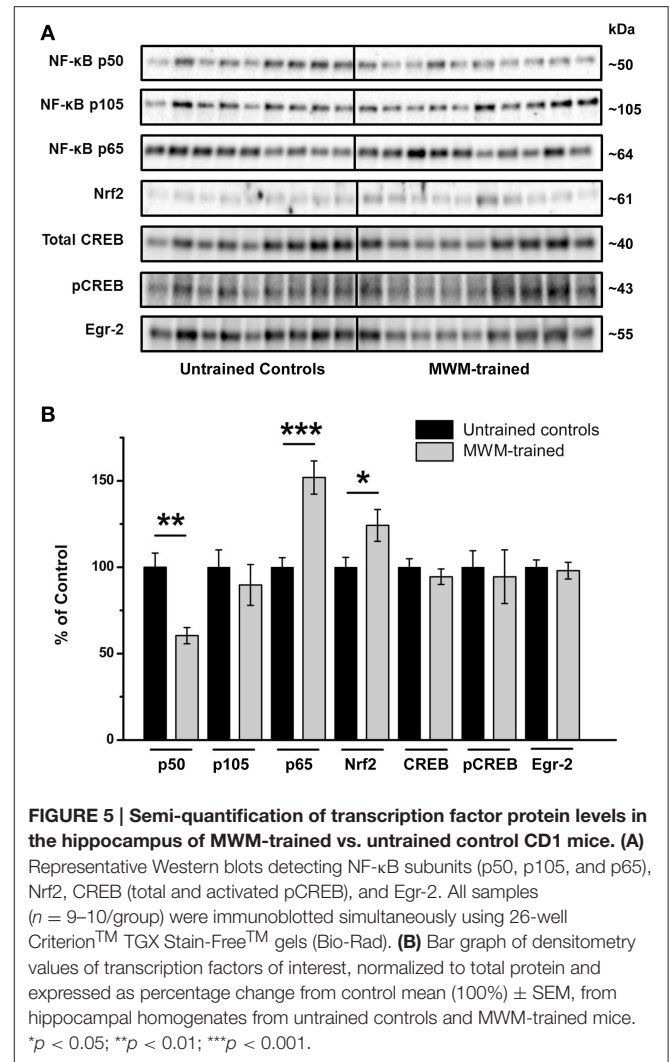 A
kDa
NF-κB p50
~50
NF-κB p105
~105
NF-κB p65
~64
Nrf2
~61
Total CREB
~40
pCREB
~43
Egr-2
~55
Untrained Controls
MWM-trained
B
Untrained controls
MWM-trained
% of Control
150
100
50
0
**
***
*
p50
p105
p65
Nrf2
CREB
pCREB
Egr-2
FIGURE 5 | Semi-quantification of transcription factor protein levels in
the hippocampus of MWM-trained vs. untrained control CD1 mice. (A)
Representative Western blots detecting NF-κB subunits (p50, p105, and p65),
Nrf2, CREB (total and activated pCREB), and Egr-2. All samples
(n = 9–10/group) were immunoblotted simultaneously using 26-well
Criterion™ TGX Stain-Free™ gels (Bio-Rad). (B) Bar graph of densitometry
values of transcription factors of interest, normalized to total protein and
expressed as percentage change from control mean (100%) ± SEM, from
hippocampal homogenates from untrained controls and MWM-trained mice.
*p < 0.05; **p < 0.01; ***p < 0.001.